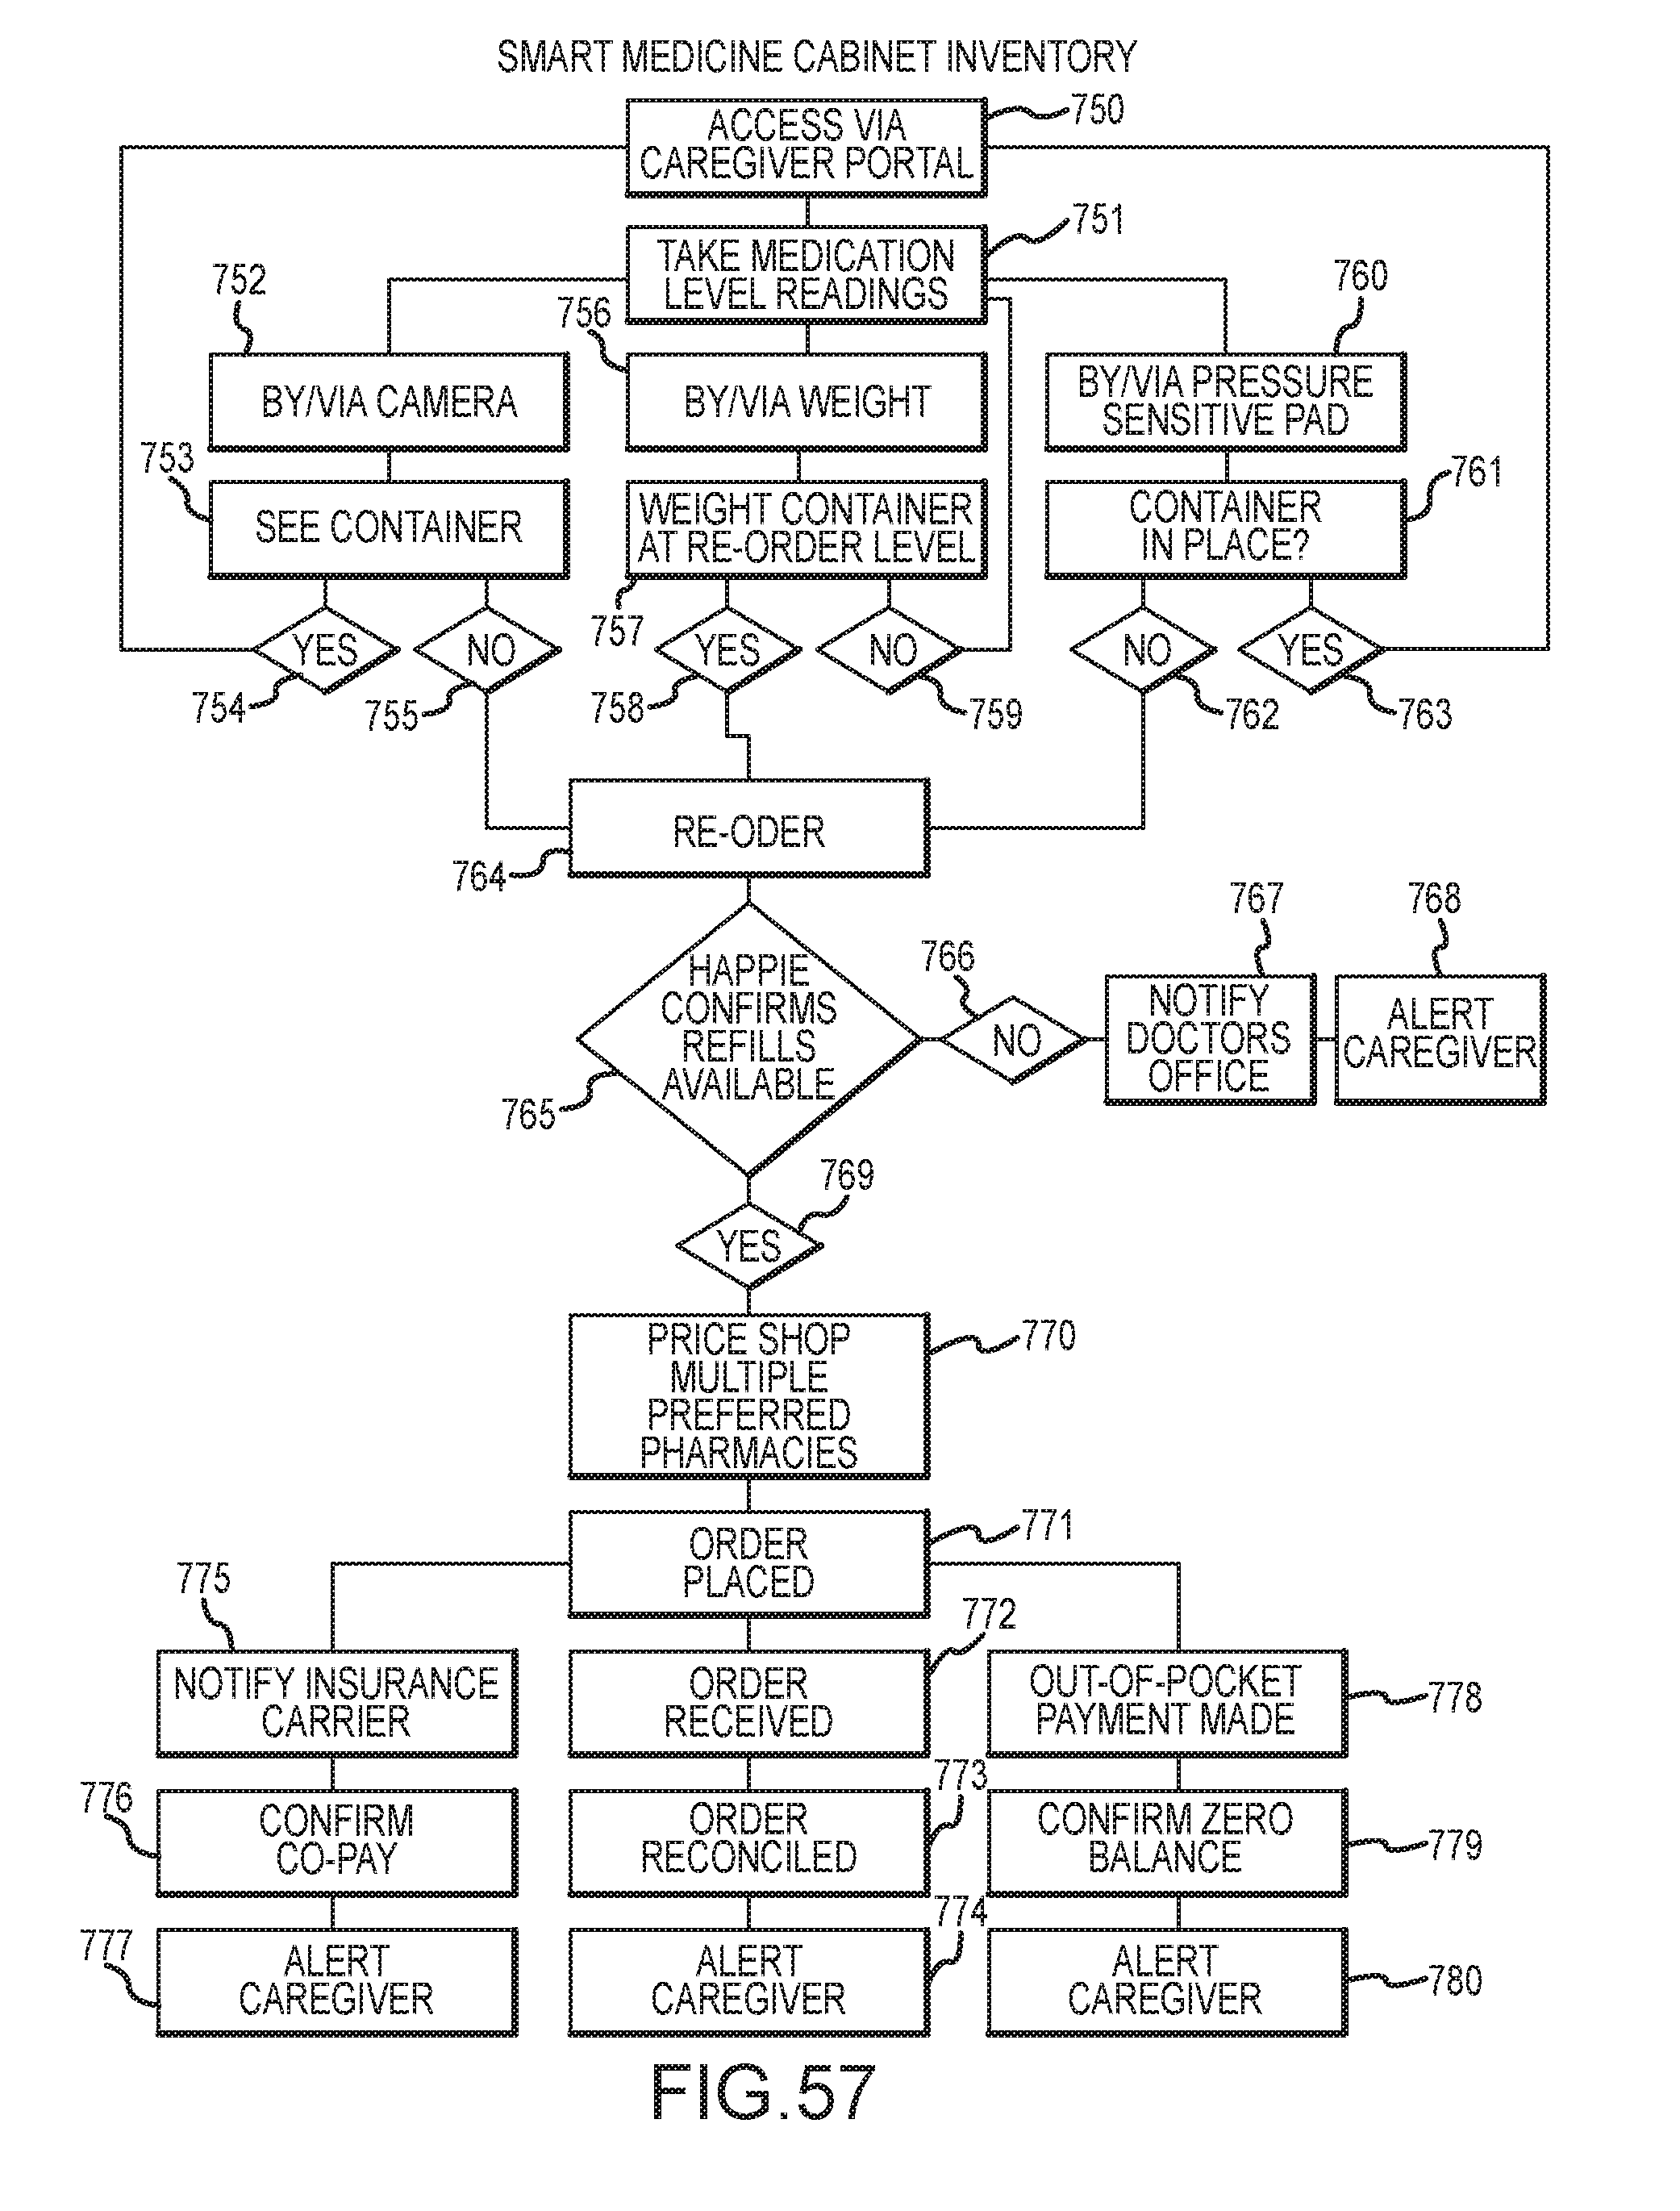 SMART MEDICINE CABINET INVENTORY
750
ACCESS VIA
CAREGIVER PORTAL
751
TAKE MEDICATION
LEVEL READINGS
752
756
760
BY/VIA CAMERA
BY/VIA WEIGHT
BY/VIA PRESSURE
SENSITIVE PAD
753
761
SEE CONTAINER
WEIGHT CONTAINER
AT RE-ORDER LEVEL
CONTAINER
IN PLACE?
757
YES
NO
YES
NO
NO
YES
754
755
758
759
762
763
RE-ODER
764
HAPPIE
CONFIRMS
REFILLS
AVAILABLE
765
766
NO
767
NOTIFY
DOCTORS
OFFICE
768
ALERT
CAREGIVER
769
YES
PRICE SHOP
MULTIPLE
PREFERRED
PHARMACIES
770
ORDER
PLACED
771
775
772
NOTIFY INSURANCE
CARRIER
ORDER
RECEIVED
OUT-OF-POCKET
PAYMENT MADE
778
776
773
CONFIRM
CO-PAY
ORDER
RECONCILED
CONFIRM ZERO
BALANCE
779
777
774
ALERT
CAREGIVER
ALERT
CAREGIVER
ALERT
CAREGIVER
780
FIG.57